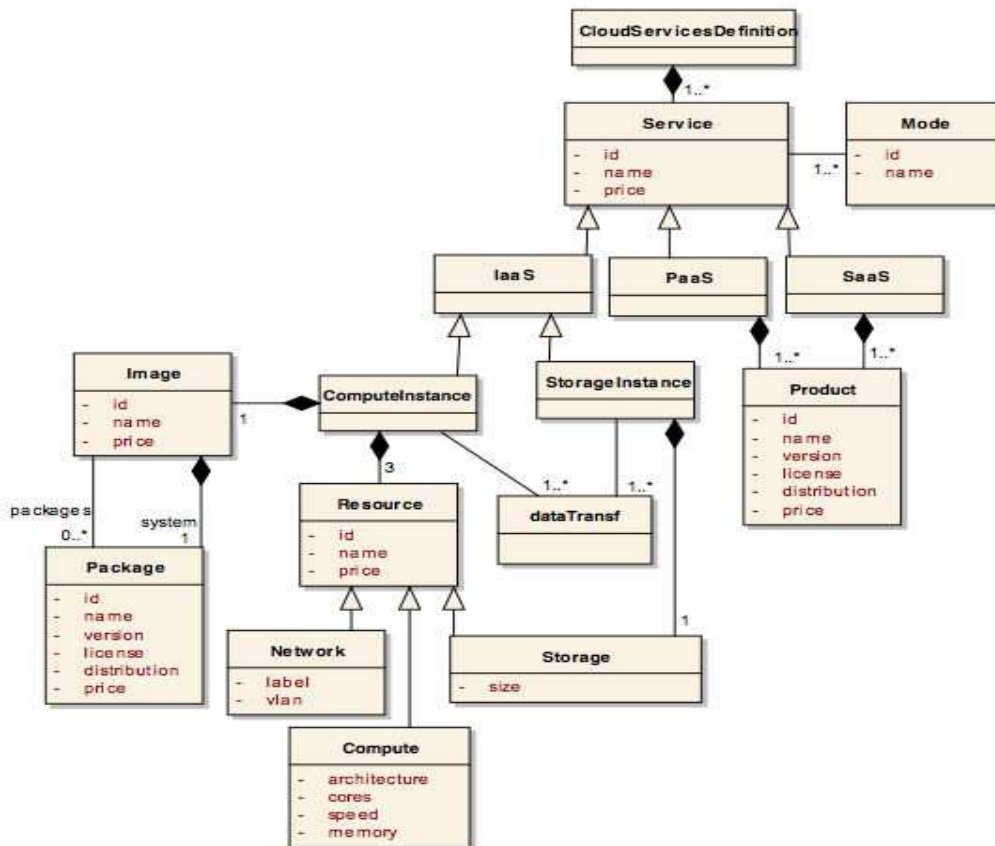 CloudServicesDefinition
1..*
Service
- id
- name
- price
1..*
Mode
- id
- name
IaaS
PaaS
SaaS
1..*
1..*
Image
- id
- name
- price
1
ComputeInstance
StorageInstance
Product
- id
- name
- version
- license
- distribution
- price
3
1..*
1..*
Resource
- id
- name
- price
dataTransf
packages
0..*
system
1
Package
- id
- name
- version
- license
- distribution
- price
1
Network
- label
- vlan
Storage
- size
Compute
- architecture
- cores
- speed
- memory